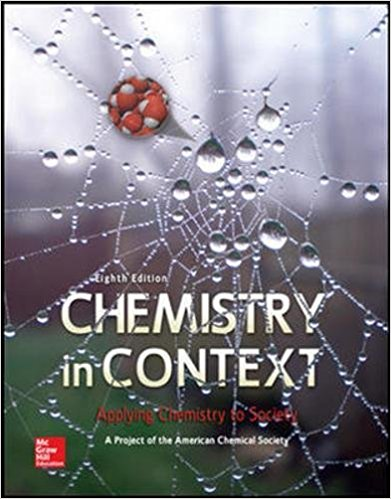 Eighth Edition
CHEMISTRY
in CONTEXT
Applying Chemistry to Society
A Project of the American Chemical Society
Mc
Graw
Hill
Education